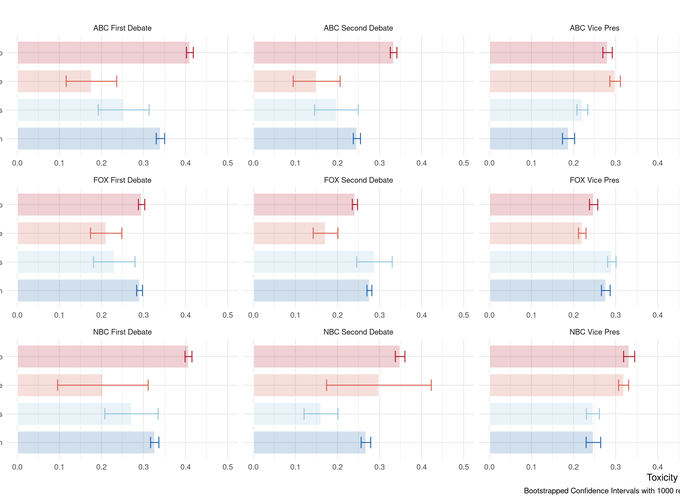 ABC First Debate ABC Second Debate ABC Vice Pres
0.0 0.1 0.2 0.3 0.4 0.5 0.0 0.1 0.2 0.3 0.4 0.5 0.0 0.1 0.2 0.3 0.4
FOX First Debate FOX Second Debate FOX Vice Pres
0.0 0.1 0.2 0.3 0.4 0.5 0.0 0.1 0.2 0.3 0.4 0.5 0.0 0.1 0.2 0.3 0.4
NBC First Debate NBC Second Debate NBC Vice Pres
0.0 0.1 0.2 0.3 0.4 0.5 0.0 0.1 0.2 0.3 0.4 0.5 0.0 0.1 0.2 0.3 0.4
Toxicity
Bootstrapped Confidence Intervals with 1000